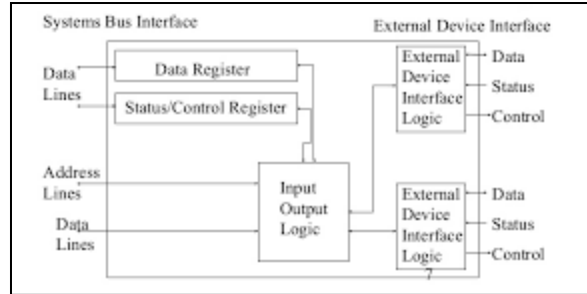 Systems Bus Interface
External Device Interface
Data
Lines
Data Register
Status/Control Register
External
Device
Interface
Logic
Data
Status
Control
Address
Lines
Data
Lines
Input
Output
Logic
External
Device
Interface
Logic
7
Data
Status
Control